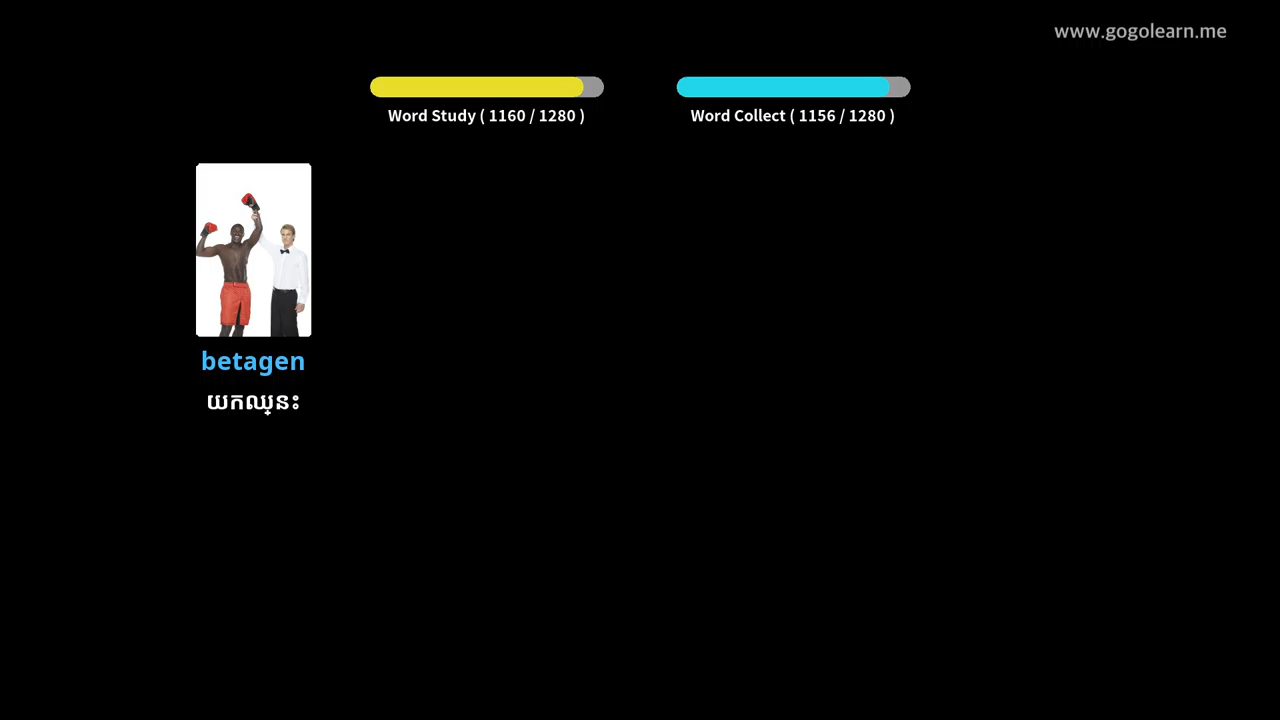 www.gogolearn.me
Word Study ( 1160 / 1280 )
Word Collect ( 1156 / 1280 )
betagen
យកឈ្នះ